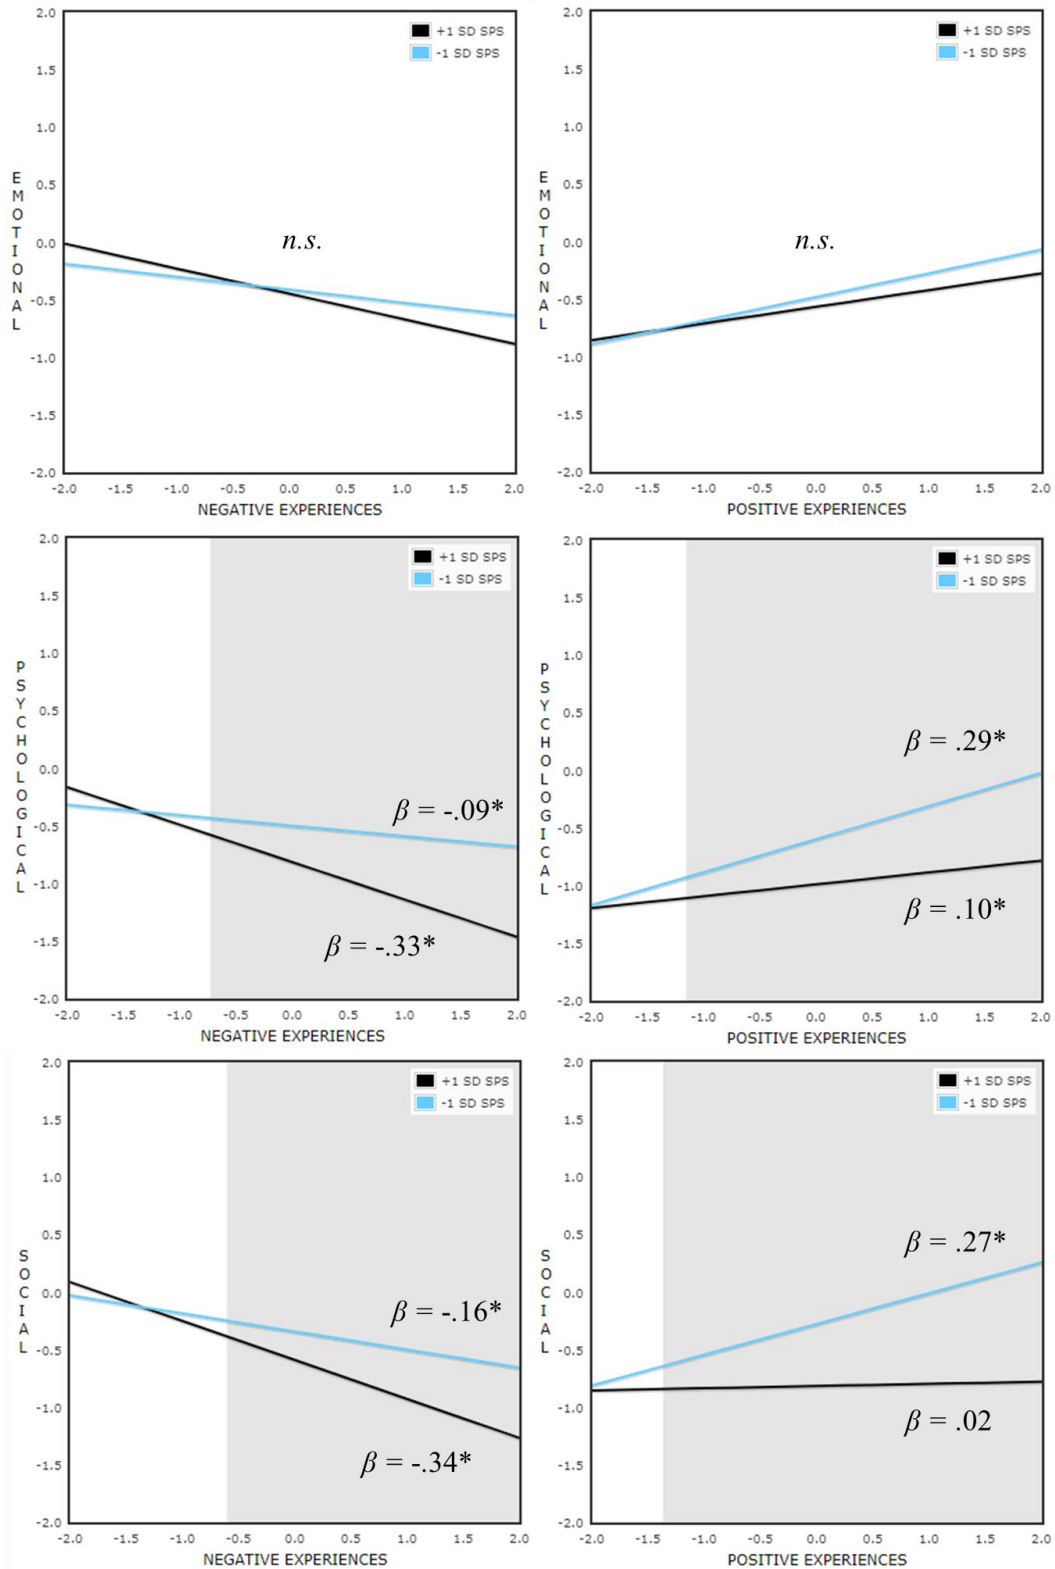 +1 SD SPS
-1 SD SPS
2.0
1.5
1.0
0.5
0.0
-0.5
-1.0
-1.5
-2.0
EMOTIONAL
n.s.
-2.0 -1.5 -1.0 -0.5 0.0 0.5 1.0 1.5 2.0
NEGATIVE EXPERIENCES
+1 SD SPS
-1 SD SPS
2.0
1.5
1.0
0.5
0.0
-0.5
-1.0
-1.5
-2.0
EMOTIONAL
n.s.
-2.0 -1.5 -1.0 -0.5 0.0 0.5 1.0 1.5 2.0
POSITIVE EXPERIENCES
+1 SD SPS
-1 SD SPS
2.0
1.5
1.0
0.5
0.0
-0.5
-1.0
-1.5
-2.0
PSYCHOLOGICAL
β = -.09*
β = -.33*
-2.0 -1.5 -1.0 -0.5 0.0 0.5 1.0 1.5 2.0
NEGATIVE EXPERIENCES
+1 SD SPS
-1 SD SPS
2.0
1.5
1.0
0.5
0.0
-0.5
-1.0
-1.5
-2.0
PSYCHOLOGICAL
β = .29*
β = .10*
-2.0 -1.5 -1.0 -0.5 0.0 0.5 1.0 1.5 2.0
POSITIVE EXPERIENCES
+1 SD SPS
-1 SD SPS
2.0
1.5
1.0
0.5
0.0
-0.5
-1.0
-1.5
-2.0
SOCIAL
β = -.16*
β = -.34*
-2.0 -1.5 -1.0 -0.5 0.0 0.5 1.0 1.5 2.0
NEGATIVE EXPERIENCES
+1 SD SPS
-1 SD SPS
2.0
1.5
1.0
0.5
0.0
-0.5
-1.0
-1.5
-2.0
SOCIAL
β = .27*
β = .02
-2.0 -1.5 -1.0 -0.5 0.0 0.5 1.0 1.5 2.0
POSITIVE EXPERIENCES